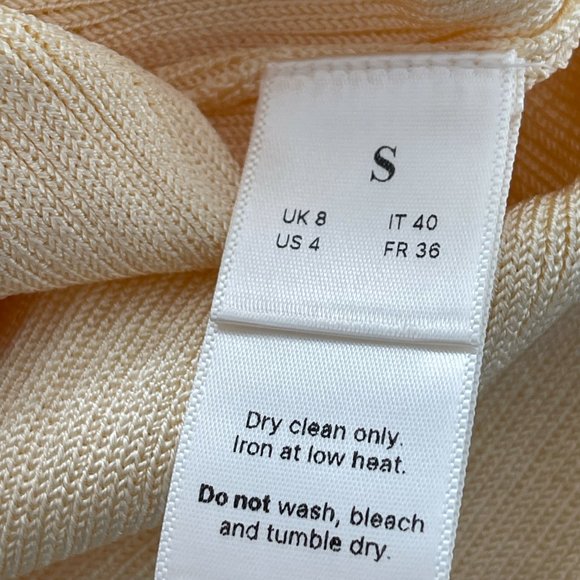 S
UK 8 IT 40
US 4 FR 36
Dry clean only.
Iron at low heat.
Do not wash, bleach
and tumble dry.